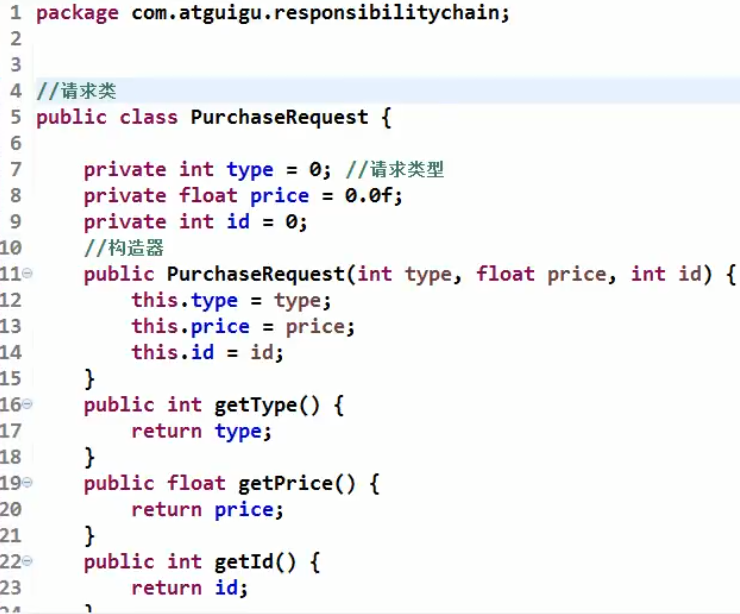 1 package com.atguigu.responsibilitychain;
2
3
4 //请求类
5 public class PurchaseRequest {
6
7     private int type = 0; //请求类型
8     private float price = 0.0f;
9     private int id = 0;
10     //构造器
11     public PurchaseRequest(int type, float price, int id) {
12         this.type = type;
13         this.price = price;
14         this.id = id;
15     }
16     public int getType() {
17         return type;
18     }
19     public float getPrice() {
20         return price;
21     }
22     public int getId() {
23         return id;
24     }